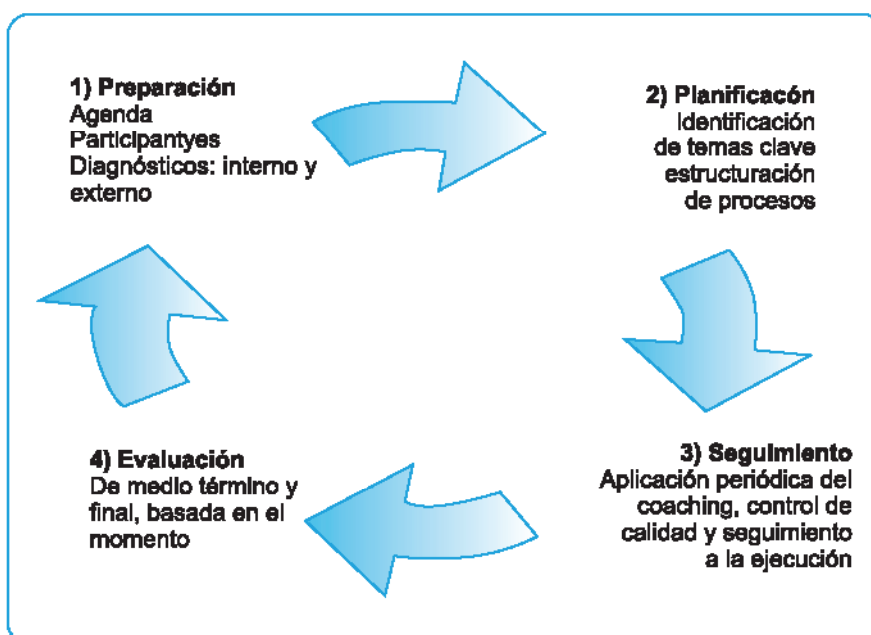 1) Preparación
Agenda
Participantyes
Diagnósticos: interno y
externo
2) Planificacón
Identificación
de temas clave
estructuración
de procesos
3) Seguimiento
Aplicación periódica del
coaching, control de
calidad y seguimiento
a la ejecución
4) Evaluación
De medio término y
final, basada en el
momento